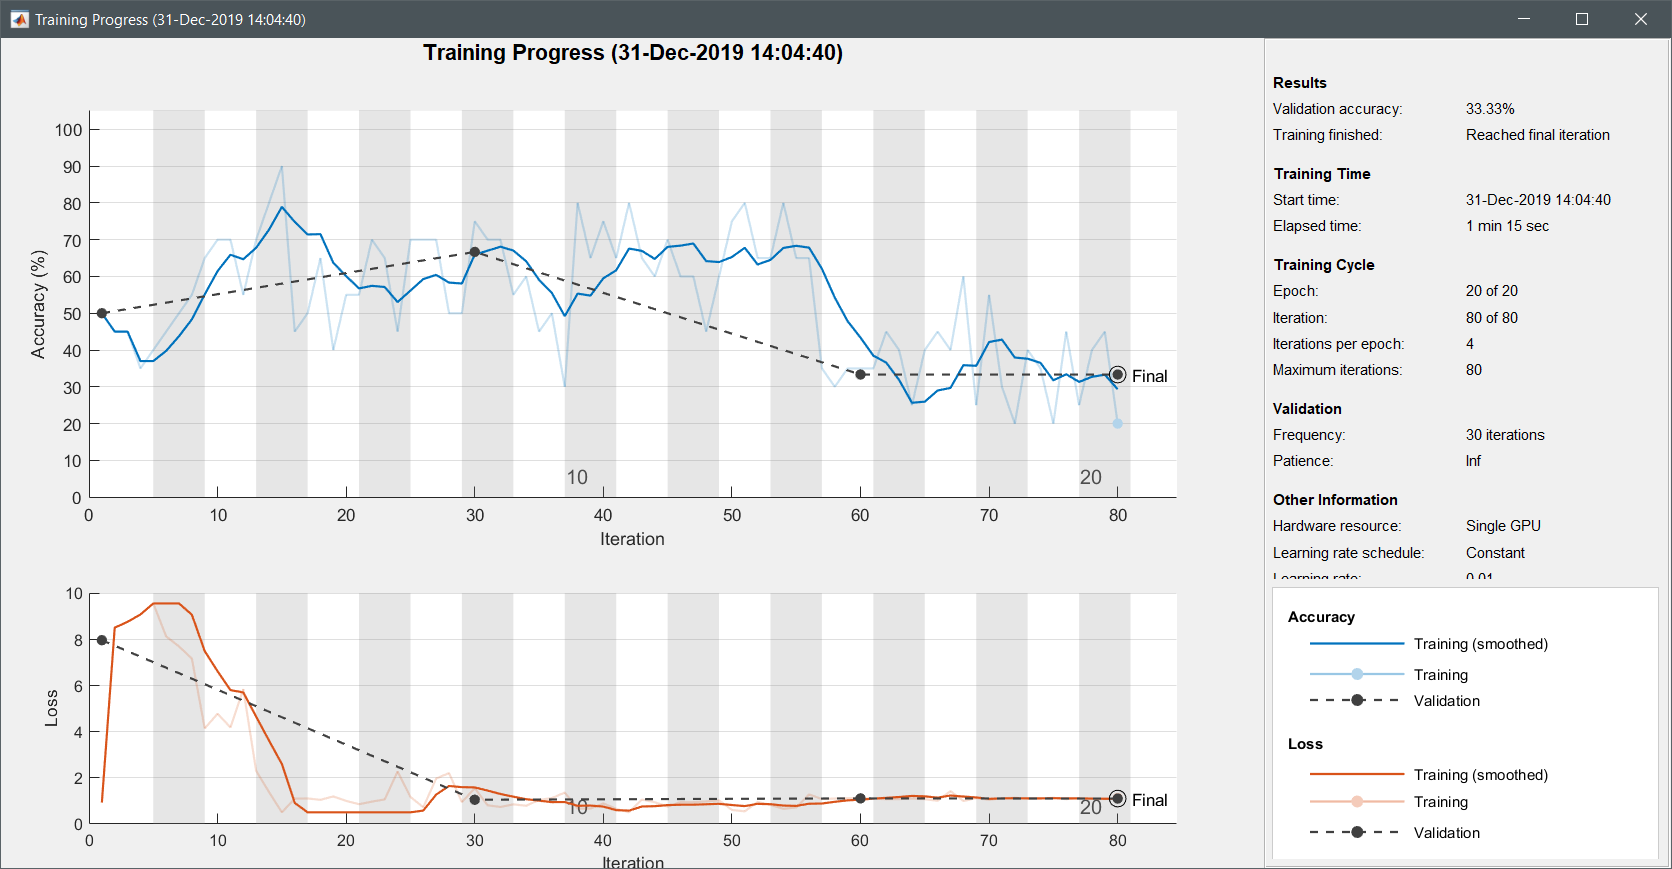 Training Progress (31-Dec-2019 14:04:40)
Training Progress (31-Dec-2019 14:04:40)
Accuracy (%)
100
90
80
70
60
50
40
30
20
10
0
10
20
Final
0 10 20 30 40 50 60 70 80
Iteration
Loss
10
8
6
4
2
0
10
20
Final
0 10 20 30 40 50 60 70 80
Iteration
Results
Validation accuracy: 33.33%
Training finished: Reached final iteration
Training Time
Start time: 31-Dec-2019 14:04:40
Elapsed time: 1 min 15 sec
Training Cycle
Epoch: 20 of 20
Iteration: 80 of 80
Iterations per epoch: 4
Maximum iterations: 80
Validation
Frequency: 30 iterations
Patience: Inf
Other Information
Hardware resource: Single GPU
Learning rate schedule: Constant
Learning rate: 0.01
Accuracy
Training (smoothed)
Training
Validation
Loss
Training (smoothed)
Training
Validation